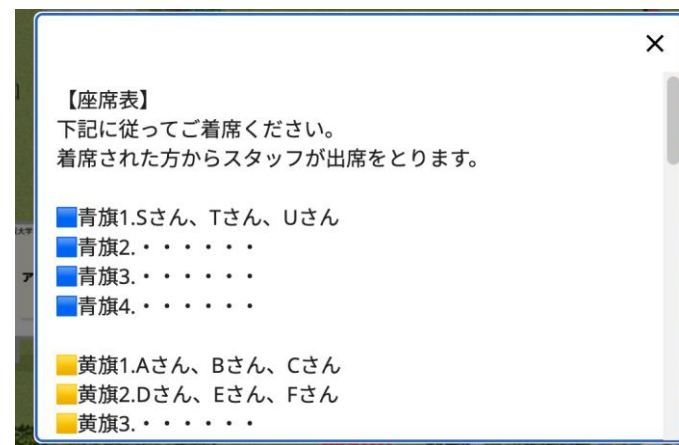 【座席表】
下記に従ってご着席ください。
着席された方からスタッフが出席をとります。
🟦青旗1.Sさん、Tさん、Uさん
🟦青旗2.・・・・・・
🟦青旗3.・・・・・・
🟦青旗4.・・・・・・
🟨黄旗1.Aさん、Bさん、Cさん
🟨黄旗2.Dさん、Eさん、Fさん
🟨黄旗3.・・・・・・